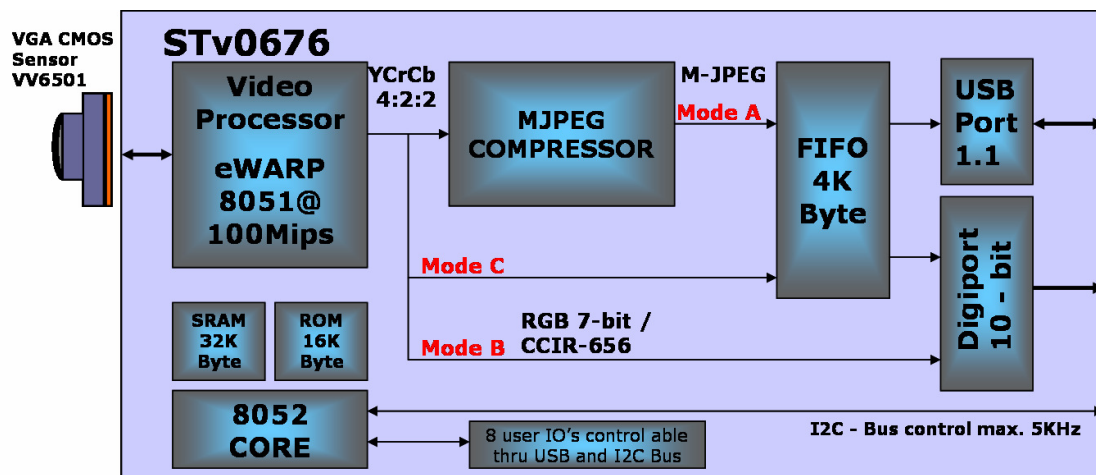 VGA CMOS
Sensor
VV6501
STv0676
Video
Processor
eWARP
8051@
100Mips
YCrCb
4:2:2
MJPEG
COMPRESSOR
M-JPEG
Mode A
FIFO
4K
Byte
USB
Port
1.1
Digiport
10 - bit
Mode C
RGB 7-bit /
CCIR-656
Mode B
SRAM
32K
Byte
ROM
16K
Byte
8052
CORE
I2C - Bus control max. 5KHz
8 user IO's control able
thru USB and I2C Bus